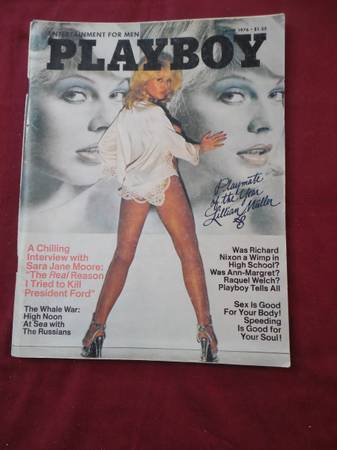 ENTERTAINMENT FOR MEN
1976 • $1.25
PLAYBOY
Playmate
of the Year
Lillian Müller
A Chilling
Interview with
Sara Jane Moore:
"The Real Reason
I Tried to Kill
President Ford"
The Whale War:
High Noon
At Sea with
The Russians
Was Richard
Nixon a Wimp in
High School?
Was Ann-Margret?
Raquel Welch?
Playboy Tells All
Sex Is Good
For Your Body!
Speeding
Is Good for
Your Soul!